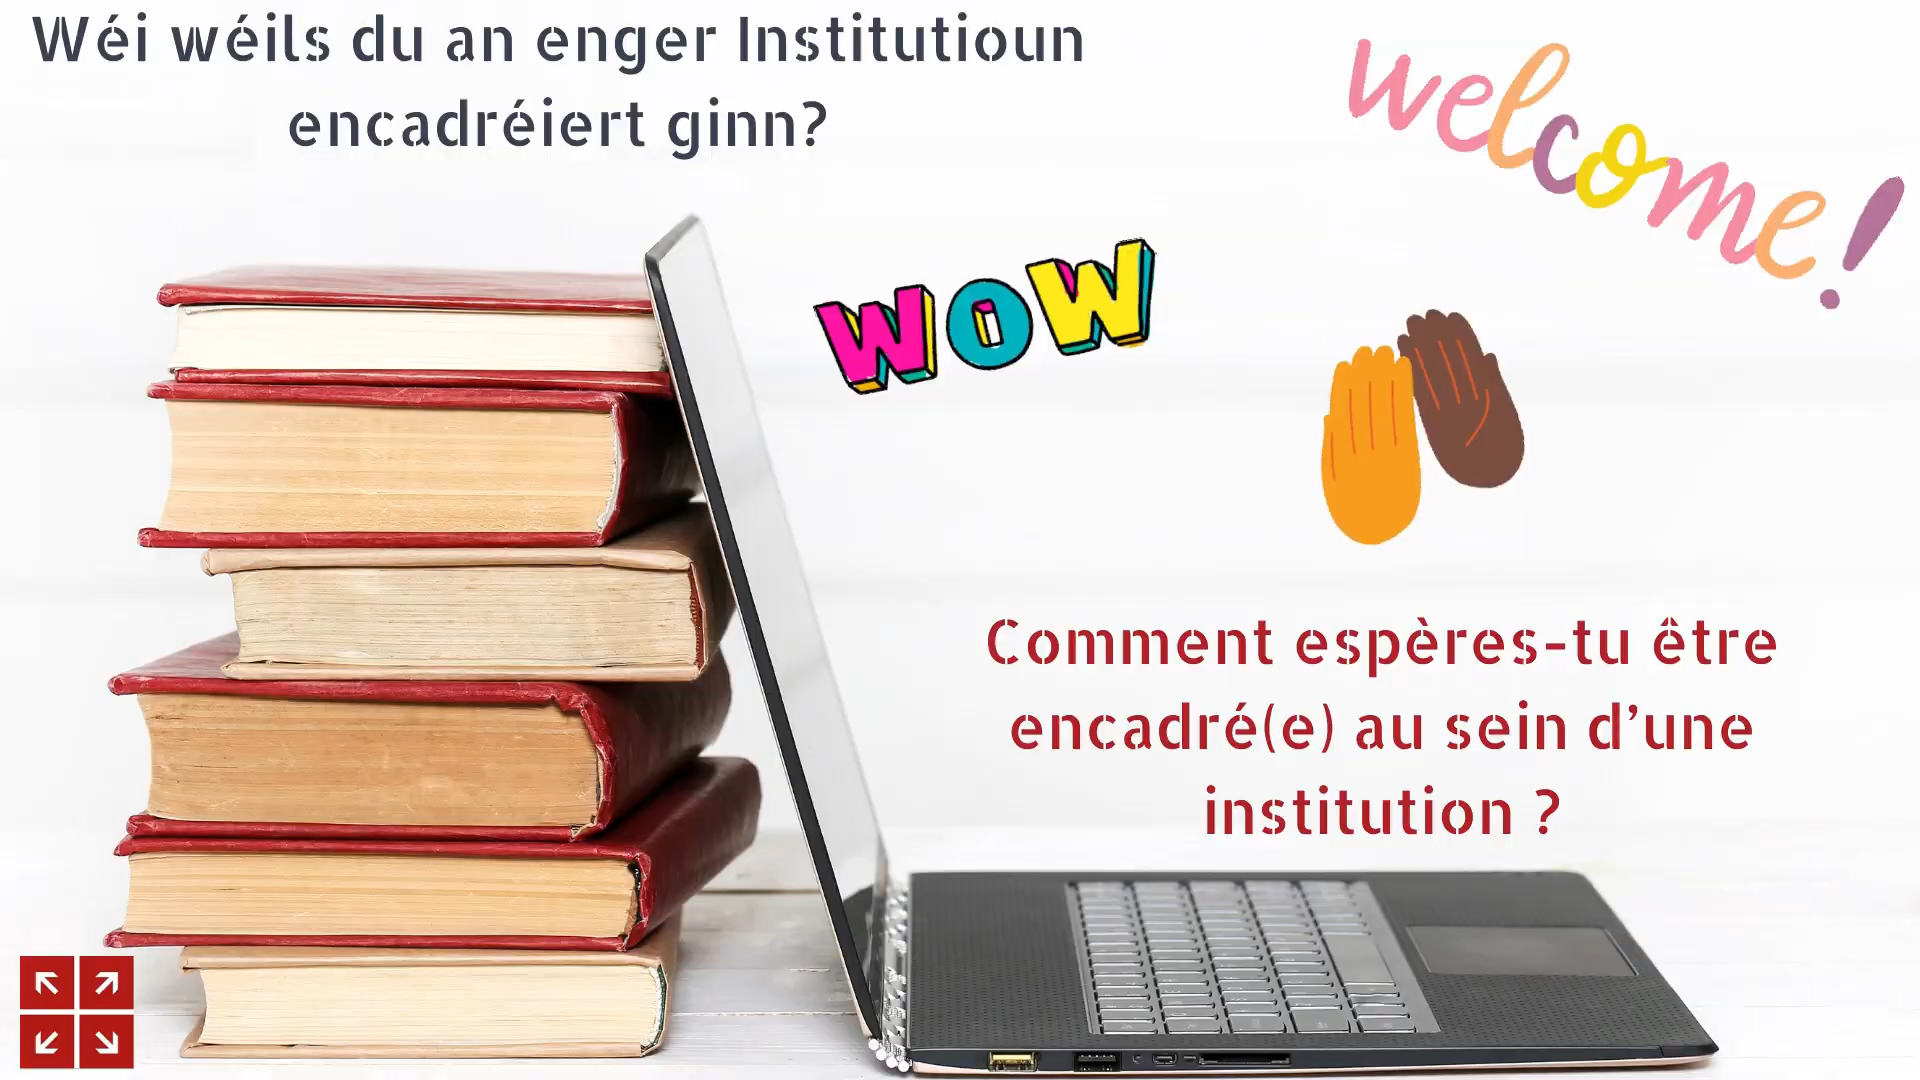 Wéi wéils du an enger Institutioun
encadréiert ginn?
welcome!
WOW
Comment espères-tu être
encadré(e) au sein d’une
institution ?